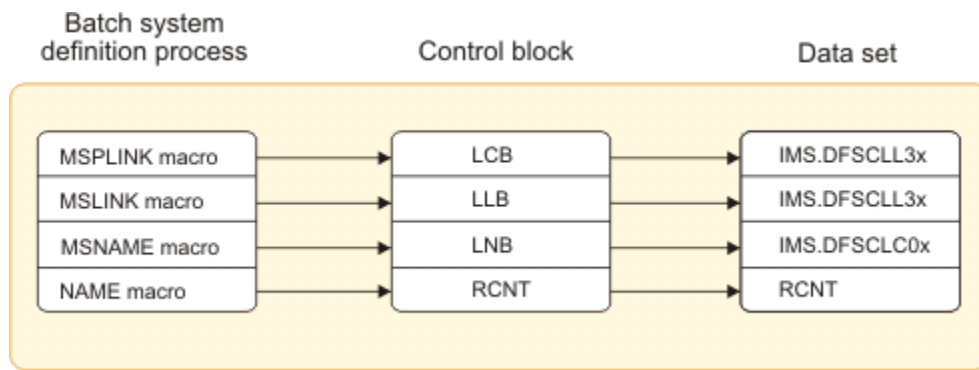 Batch system
definition process
Control block
Data set
MSPLINK macro
LCB
IMS.DFSCLL3x
MSLINK macro
LLB
IMS.DFSCLL3x
MSNAME macro
LNB
IMS.DFSCLC0x
NAME macro
RCNT
RCNT